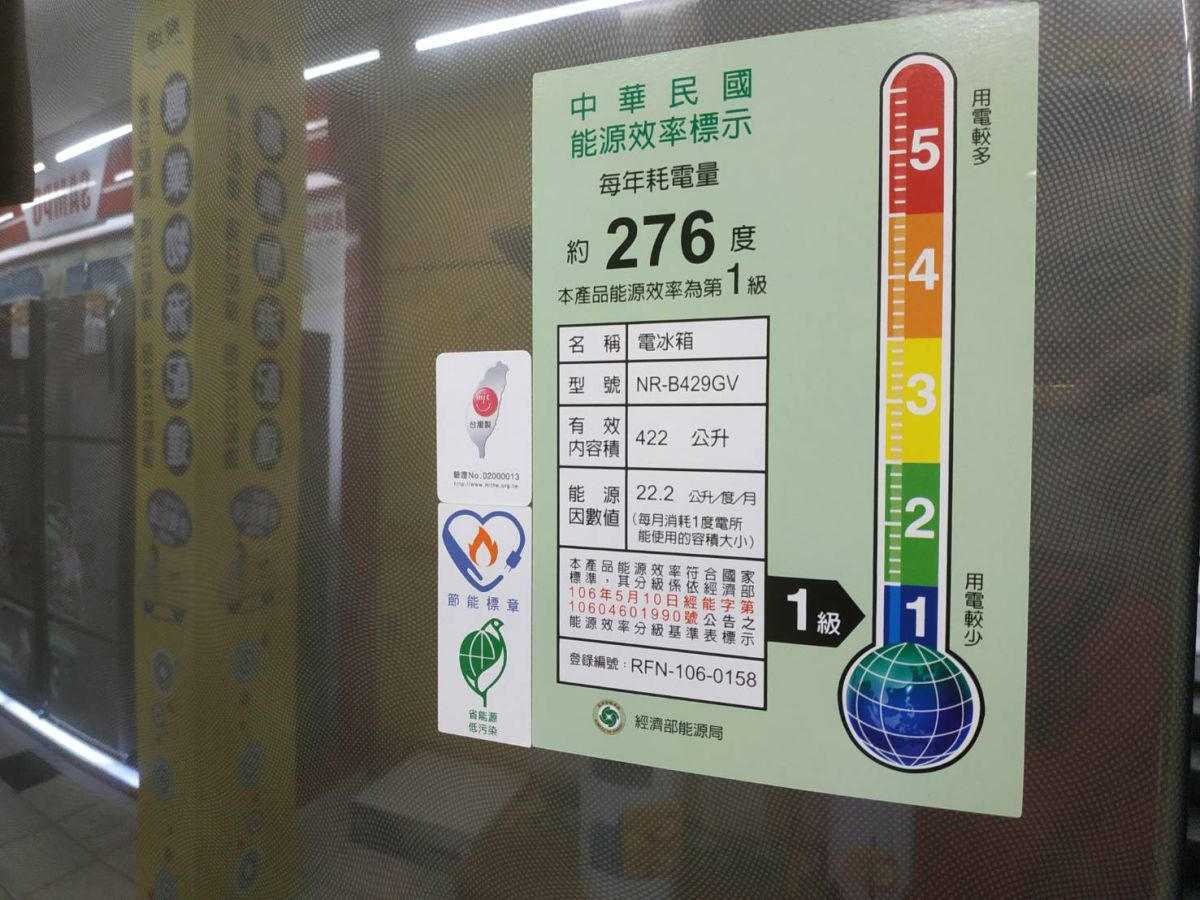 中華民國
能源效率標示
每年耗電量
約 276 度
本產品能源效率為第1級
名 稱 電冰箱
型 號 NR-B429GV
有 效
內容積
422 公升
能 源
因數值
22.2 公升/度/月
(每月消耗1度電所
能使用的容積大小)
本產品能源效率符合國家
標準,其分級係依經濟部
106年5月10日經能字第
10604601990號公告之
能源效率分級基準表標示
登錄編號:RFN-106-0158
經濟部能源局
用電較多
5
4
3
2
1
用電較少
1級
mit
台灣製
驗證No.02000013
節能標章
省能源
低污染
SAMPO